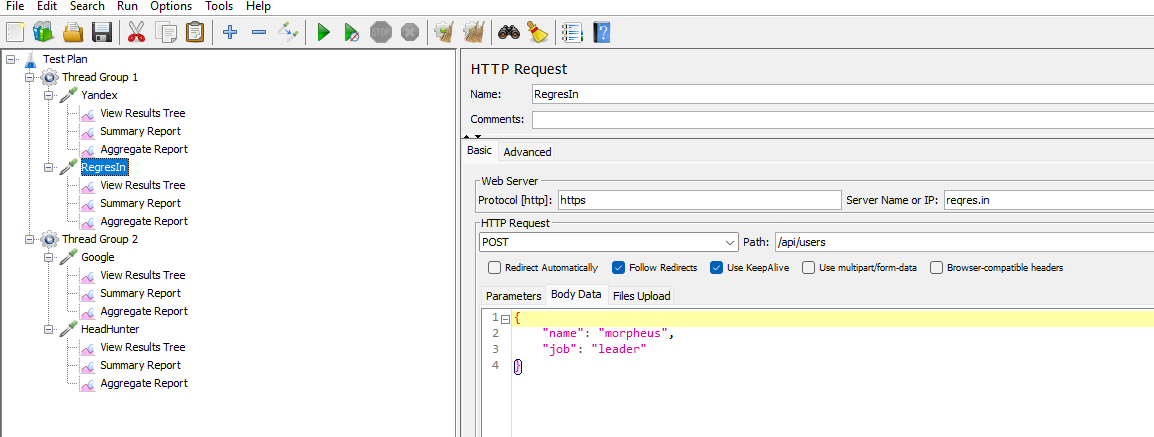 File Edit Search Run Options Tools Help
Test Plan
Thread Group 1
Yandex
View Results Tree
Summary Report
Aggregate Report
RegresIn
View Results Tree
Summary Report
Aggregate Report
Thread Group 2
Google
View Results Tree
Summary Report
Aggregate Report
HeadHunter
View Results Tree
Summary Report
Aggregate Report
HTTP Request
Name: RegresIn
Comments:
Basic Advanced
Web Server
Protocol [http]: https Server Name or IP: reqres.in
HTTP Request
POST Path: /api/users
Redirect Automatically Follow Redirects Use KeepAlive Use multipart/form-data Browser-compatible headers
Parameters Body Data Files Upload
1 {
2 "name": "morpheus",
3 "job": "leader"
4 }